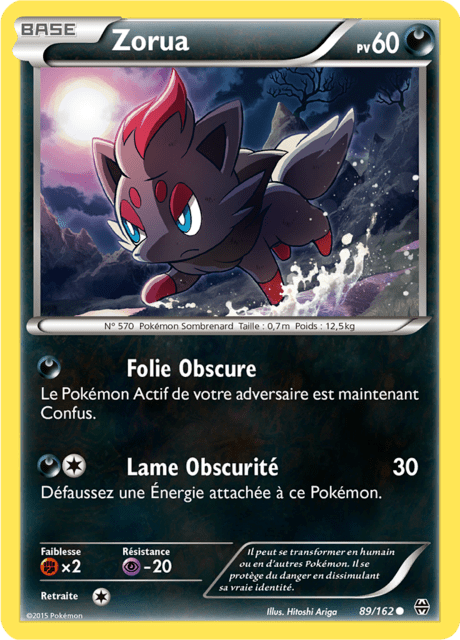 BASE
Zorua
PV60
N° 570 Pokémon Sombrenard Taille : 0,7m Poids : 12,5kg
Folie Obscure
Le Pokémon Actif de votre adversaire est maintenant
Confus.
Lame Obscurité 30
Défaussez une Énergie attachée à ce Pokémon.
Faiblesse Résistance
×2 -20
Retraite
Il peut se transformer en humain
ou en d'autres Pokémon. Il se
protège du danger en dissimulant
sa vraie identité.
©2015 Pokémon
Illus. Hitoshi Ariga 89/162